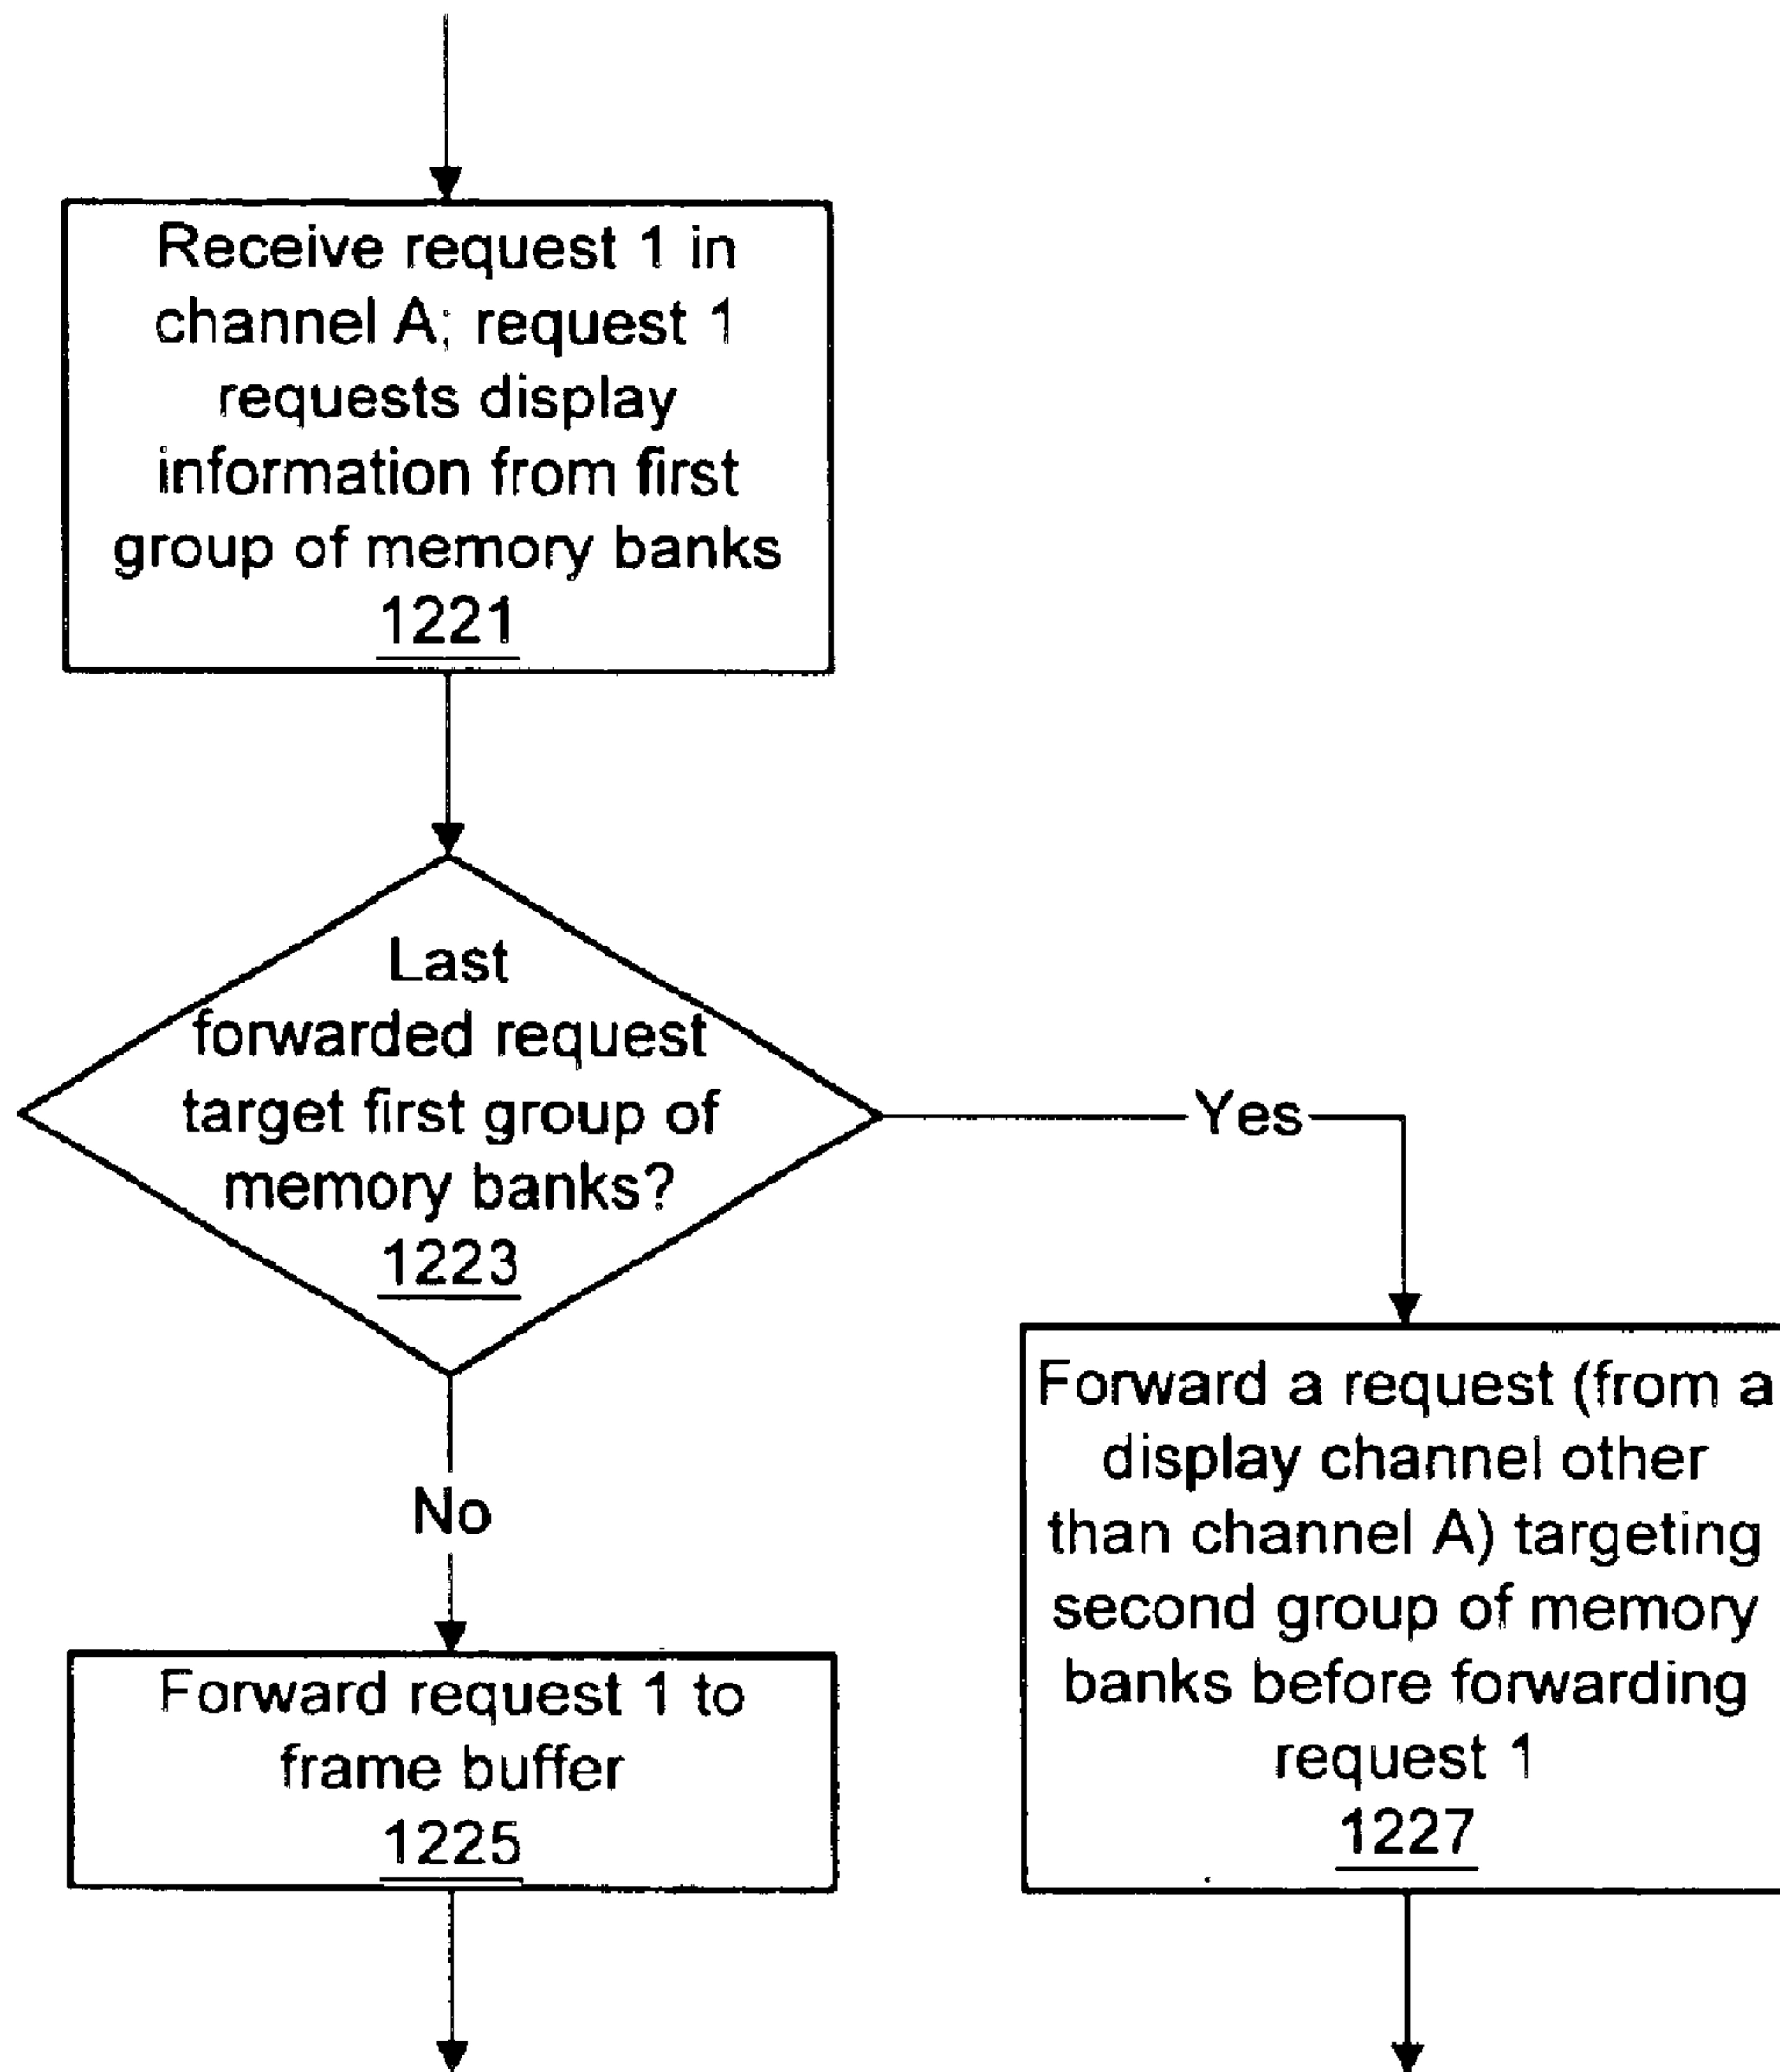 Receive request 1 in
channel A; request 1
requests display
information from first
group of memory banks
1221
Last
forwarded request
target first group of
memory banks?
1223
Yes
No
Forward request 1 to
frame buffer
1225
Forward a request (from a
display channel other
than channel A) targeting
second group of memory
banks before forwarding
request 1
1227